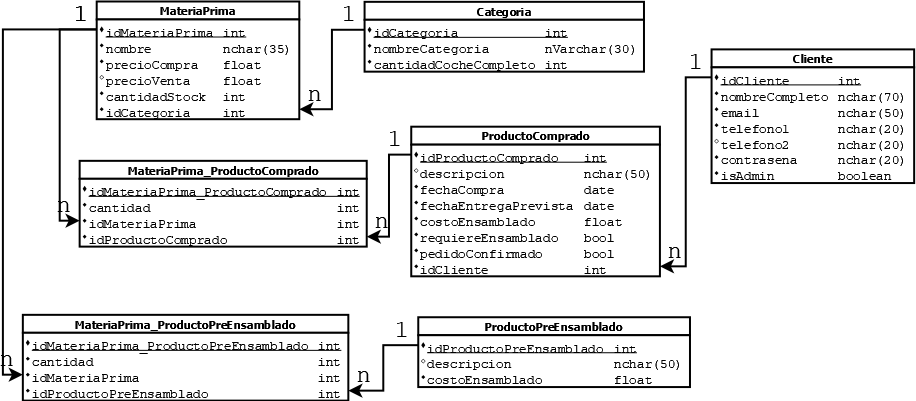 MateriaPrima
idMateriaPrima int
nombre nchar(35)
precioCompra float
precioVenta float
cantidadStock int
idCategoria int
1
1
n
Categoria
idCategoria int
nombreCategoria nVarchar(30)
cantidadCocheCompleto int
Cliente
idCliente int
nombreCompleto nchar(70)
email nchar(50)
telefono1 nchar(20)
telefono2 nchar(20)
contrasena nchar(20)
isAdmin boolean
1
n
ProductoComprado
idProductoComprado int
descripcion nchar(50)
fechaCompra date
fechaEntregaPrevista date
costoEnsamblado float
requiereEnsamblado bool
pedidoConfirmado bool
idCliente int
1
n
MateriaPrima_ProductoComprado
idMateriaPrima_ProductoComprado int
cantidad int
idMateriaPrima int
idProductoComprado int
n
MateriaPrima_ProductoPreEnsamblado
idMateriaPrima_ProductoPreEnsamblado int
cantidad int
idMateriaPrima int
idProductoPreEnsamblado int
n
n
1
ProductoPreEnsamblado
idProductoPreEnsamblado int
descripcion nchar(50)
costoEnsamblado float